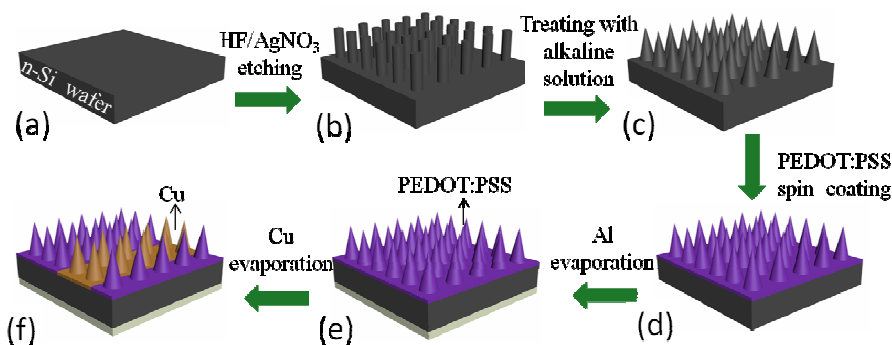 HF/AgNO3
etching
Treating with
alkaline
solution
n-Si wafer
(a)
(b)
(c)
PEDOT:PSS
spin coating
Cu
PEDOT:PSS
Cu
evaporation
Al
evaporation
(f)
(e)
(d)